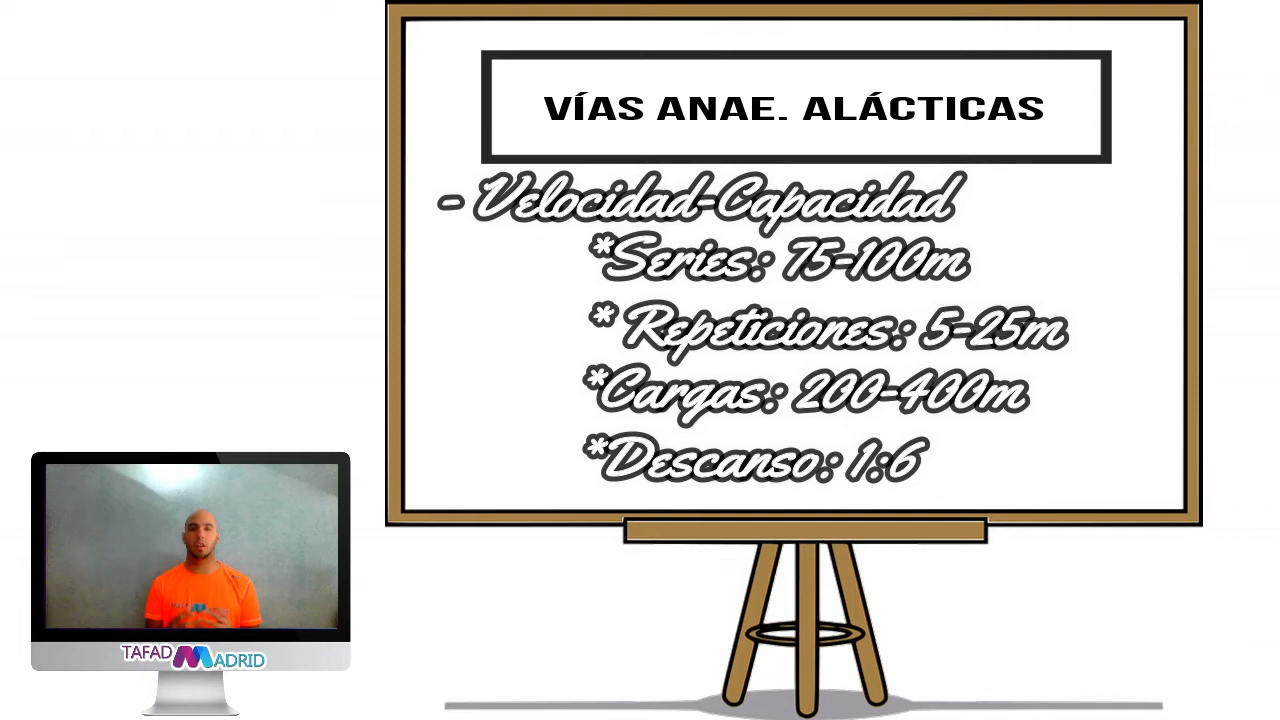 VÍAS ANAE. ALÁCTICAS
- Velocidad-Capacidad
*Series: 75-100m
* Repeticiones: 5-25m
*Cargas: 200-400m
*Descanso: 1:6
TAFAD MADRID